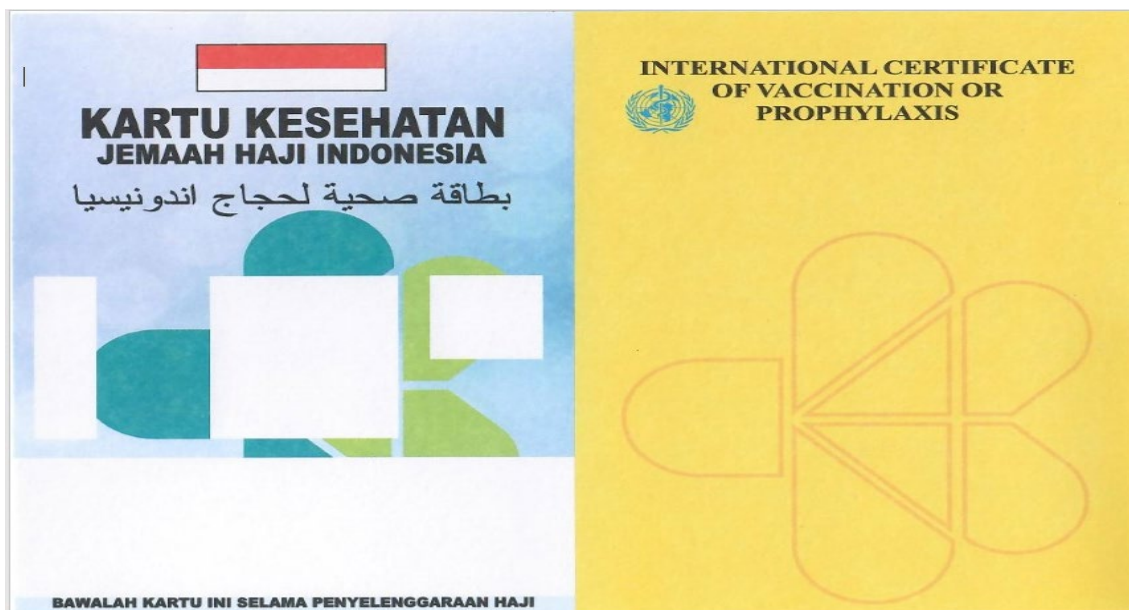 KARTU KESEHATAN
JEMAAH HAJI INDONESIA
بطاقة صحية لحجاج اندونيسيا
BAWALAH KARTU INI SELAMA PENYELENGGARAAN HAJI
INTERNATIONAL CERTIFICATE
OF VACCINATION OR
PROPHYLAXIS